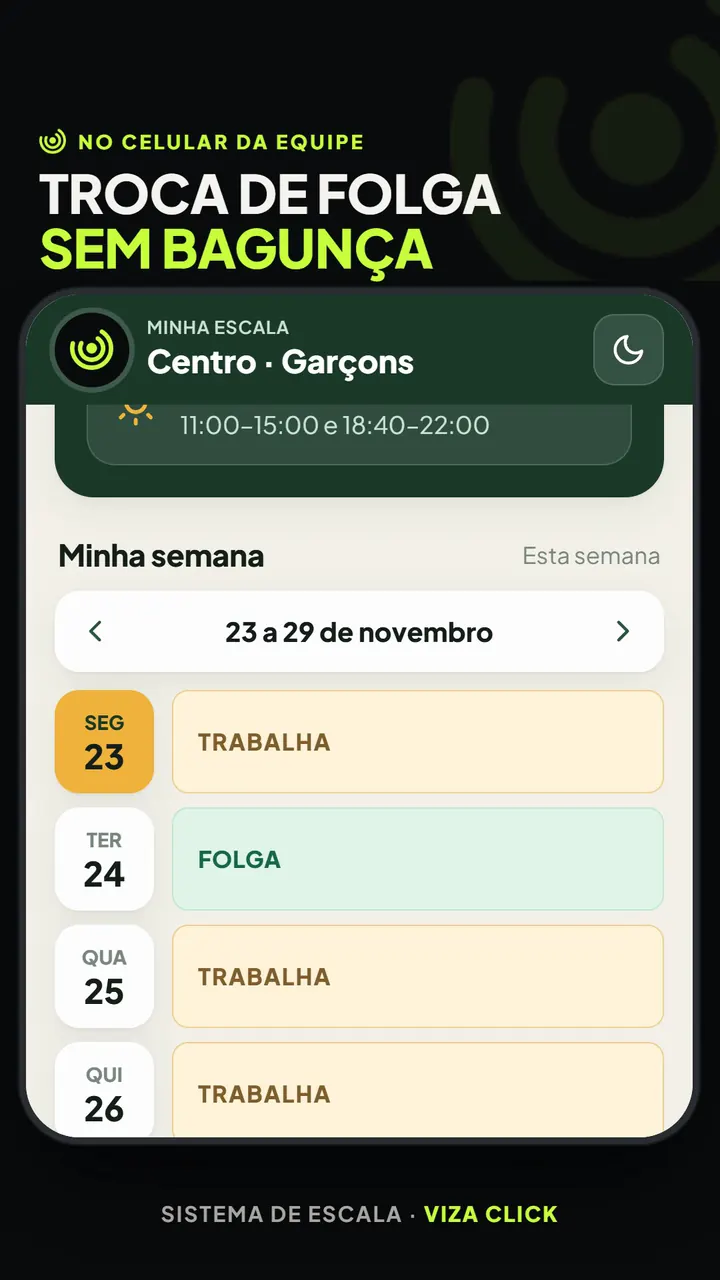 NO CELULAR DA EQUIPE
TROCA DE FOLGA
SEM BAGUNÇA
MINHA ESCALA
Centro · Garçons
11:00–15:00 e 18:40–22:00
Minha semana
Esta semana
23 a 29 de novembro
SEG
23
TRABALHA
TER
24
FOLGA
QUA
25
TRABALHA
QUI
26
TRABALHA
SISTEMA DE ESCALA · VIZA CLICK